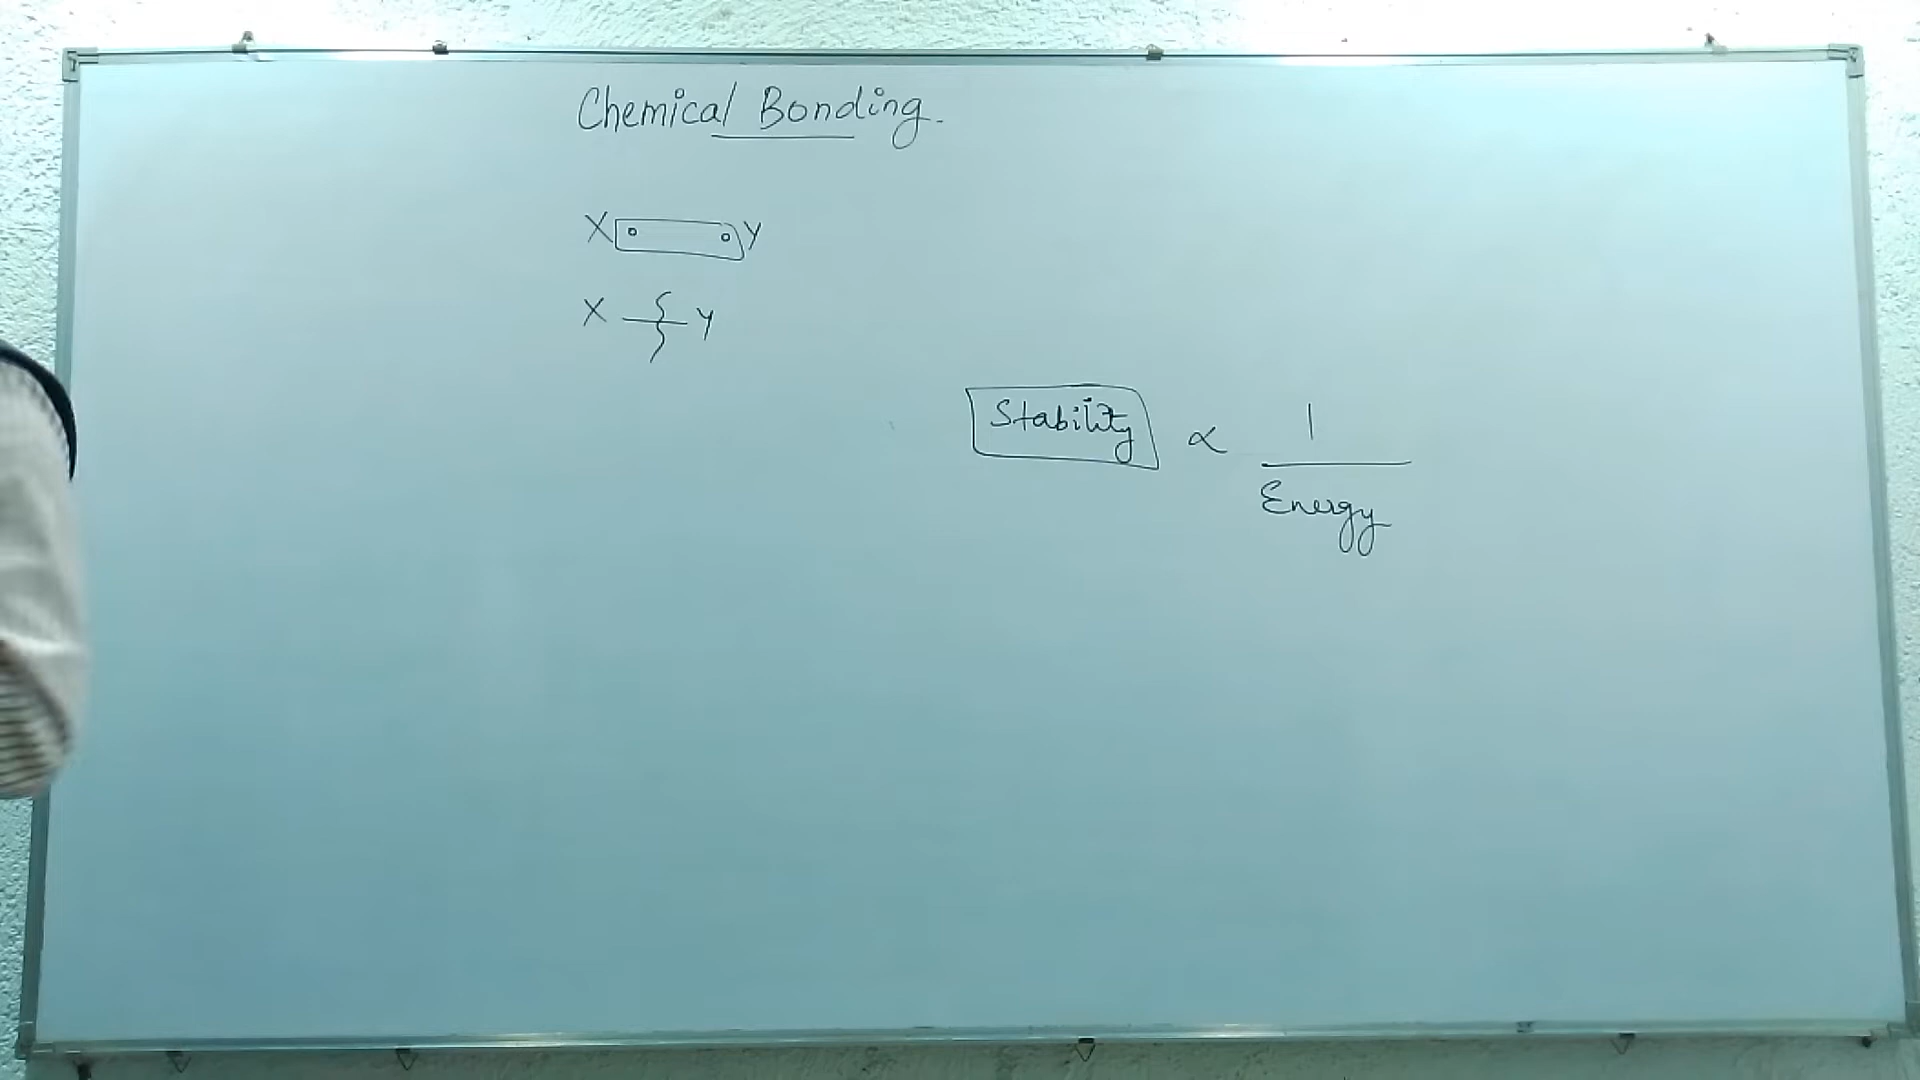 Chemical Bonding.
X Y
X Y
Stability ∝ 1
Energy